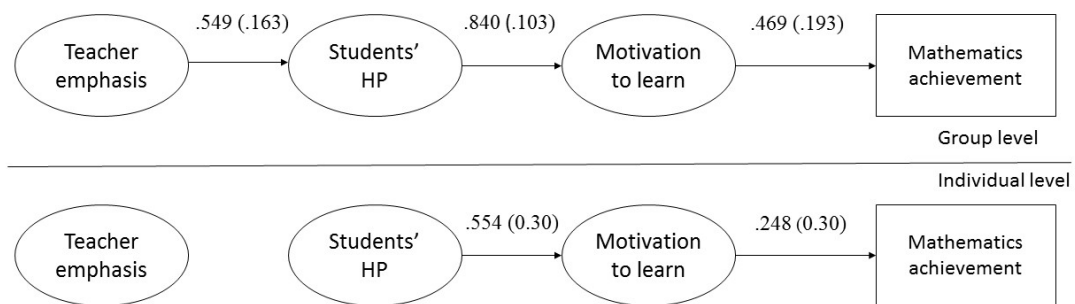 .549 (.163)
.840 (.103)
.469 (.193)
Teacher
emphasis
Students’
HP
Motivation
to learn
Mathematics
achievement
Group level
Individual level
.554 (0.30)
.248 (0.30)
Teacher
emphasis
Students’
HP
Motivation
to learn
Mathematics
achievement